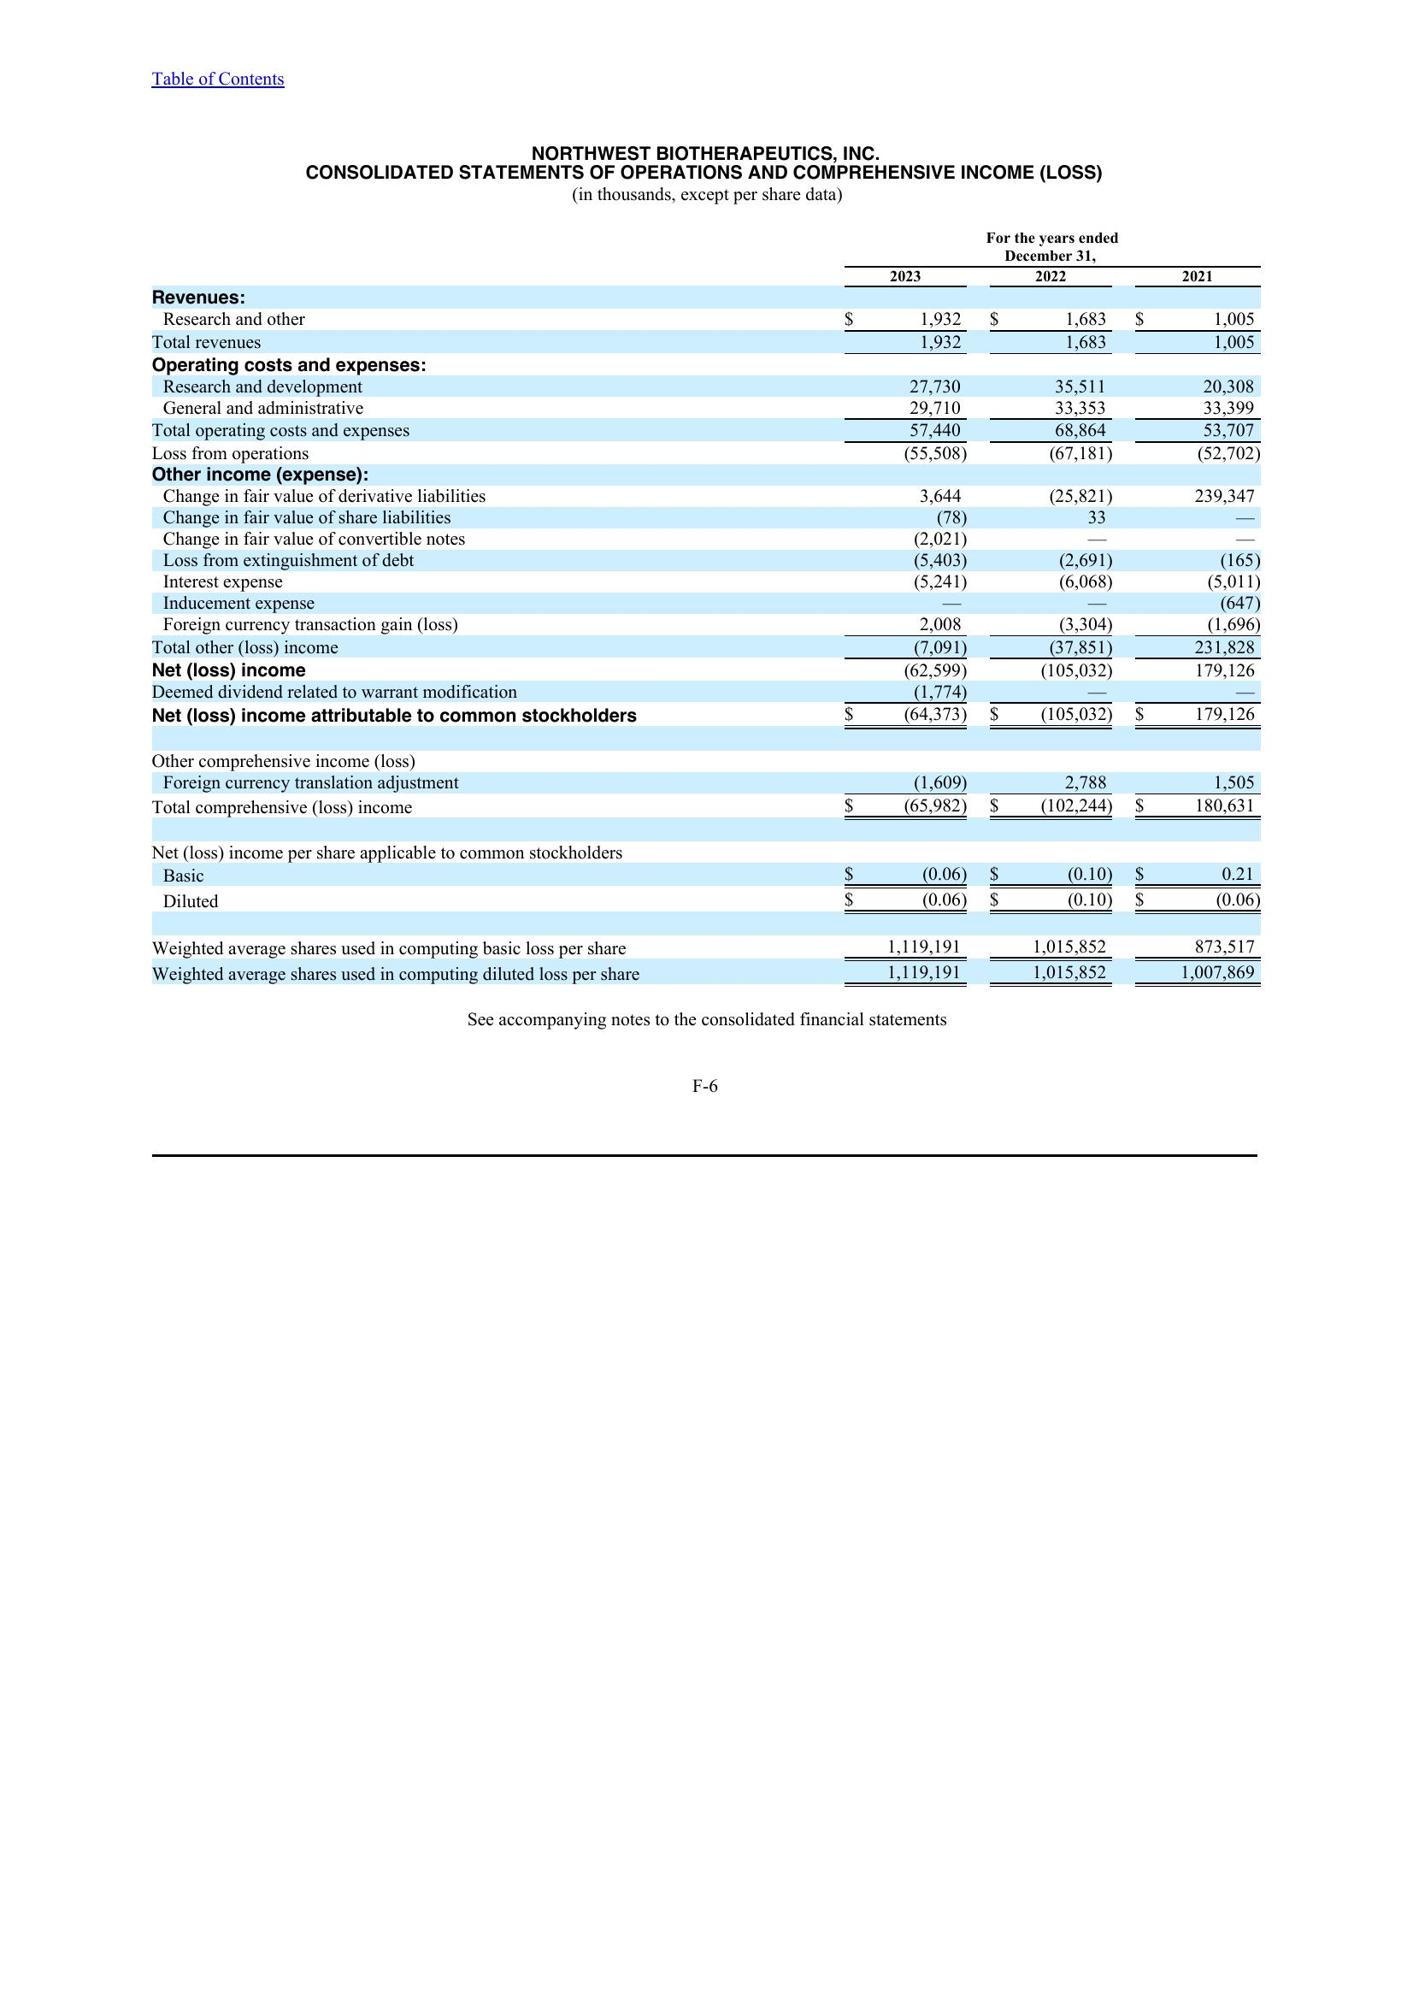 Table of Contents
NORTHWEST BIOTHERAPEUTICS, INC.
CONSOLIDATED STATEMENTS OF OPERATIONS AND COMPREHENSIVE INCOME (LOSS)
(in thousands, except per share data)
For the years ended
December 31,
2023 2022 2021
Revenues:
Research and other $ 1,932 $ 1,683 $ 1,005
Total revenues 1,932 1,683 1,005
Operating costs and expenses:
Research and development 27,730 35,511 20,308
General and administrative 29,710 33,353 33,399
Total operating costs and expenses 57,440 68,864 53,707
Loss from operations (55,508) (67,181) (52,702)
Other income (expense):
Change in fair value of derivative liabilities 3,644 (25,821) 239,347
Change in fair value of share liabilities (78) 33 —
Change in fair value of convertible notes (2,021) — —
Loss from extinguishment of debt (5,403) (2,691) (165)
Interest expense (5,241) (6,068) (5,011)
Inducement expense — — (647)
Foreign currency transaction gain (loss) 2,008 (3,304) (1,696)
Total other (loss) income (7,091) (37,851) 231,828
Net (loss) income (62,599) (105,032) 179,126
Deemed dividend related to warrant modification (1,774) — —
Net (loss) income attributable to common stockholders $ (64,373) $ (105,032) $ 179,126
Other comprehensive income (loss)
Foreign currency translation adjustment (1,609) 2,788 1,505
Total comprehensive (loss) income $ (65,982) $ (102,244) $ 180,631
Net (loss) income per share applicable to common stockholders
Basic $ (0.06) $ (0.10) $ 0.21
Diluted $ (0.06) $ (0.10) $ (0.06)
Weighted average shares used in computing basic loss per share 1,119,191 1,015,852 873,517
Weighted average shares used in computing diluted loss per share 1,119,191 1,015,852 1,007,869
See accompanying notes to the consolidated financial statements
F-6